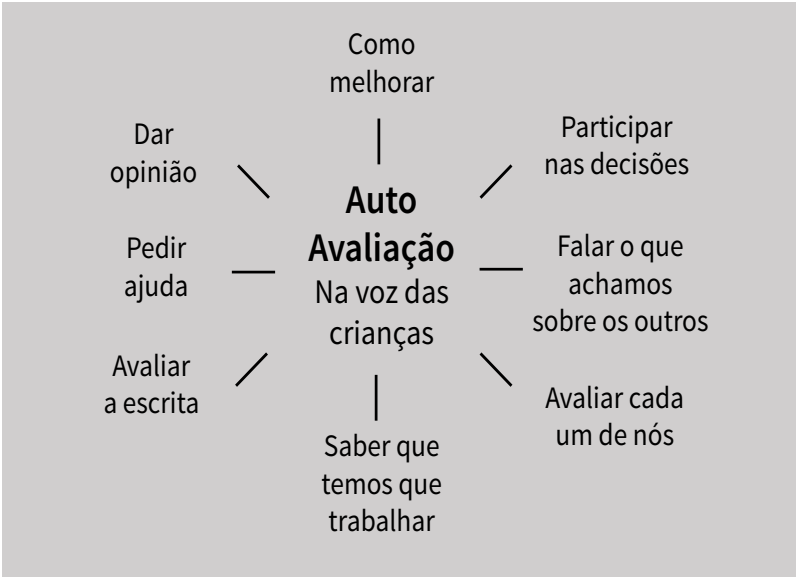 Como
melhorar
Dar
opinião
Participar
nas decisões
Auto
Avaliação
Na voz das
crianças
Pedir
ajuda
Falar o que
achamos
sobre os outros
Avaliar
a escrita
Avaliar cada
um de nós
Saber que
temos que
trabalhar